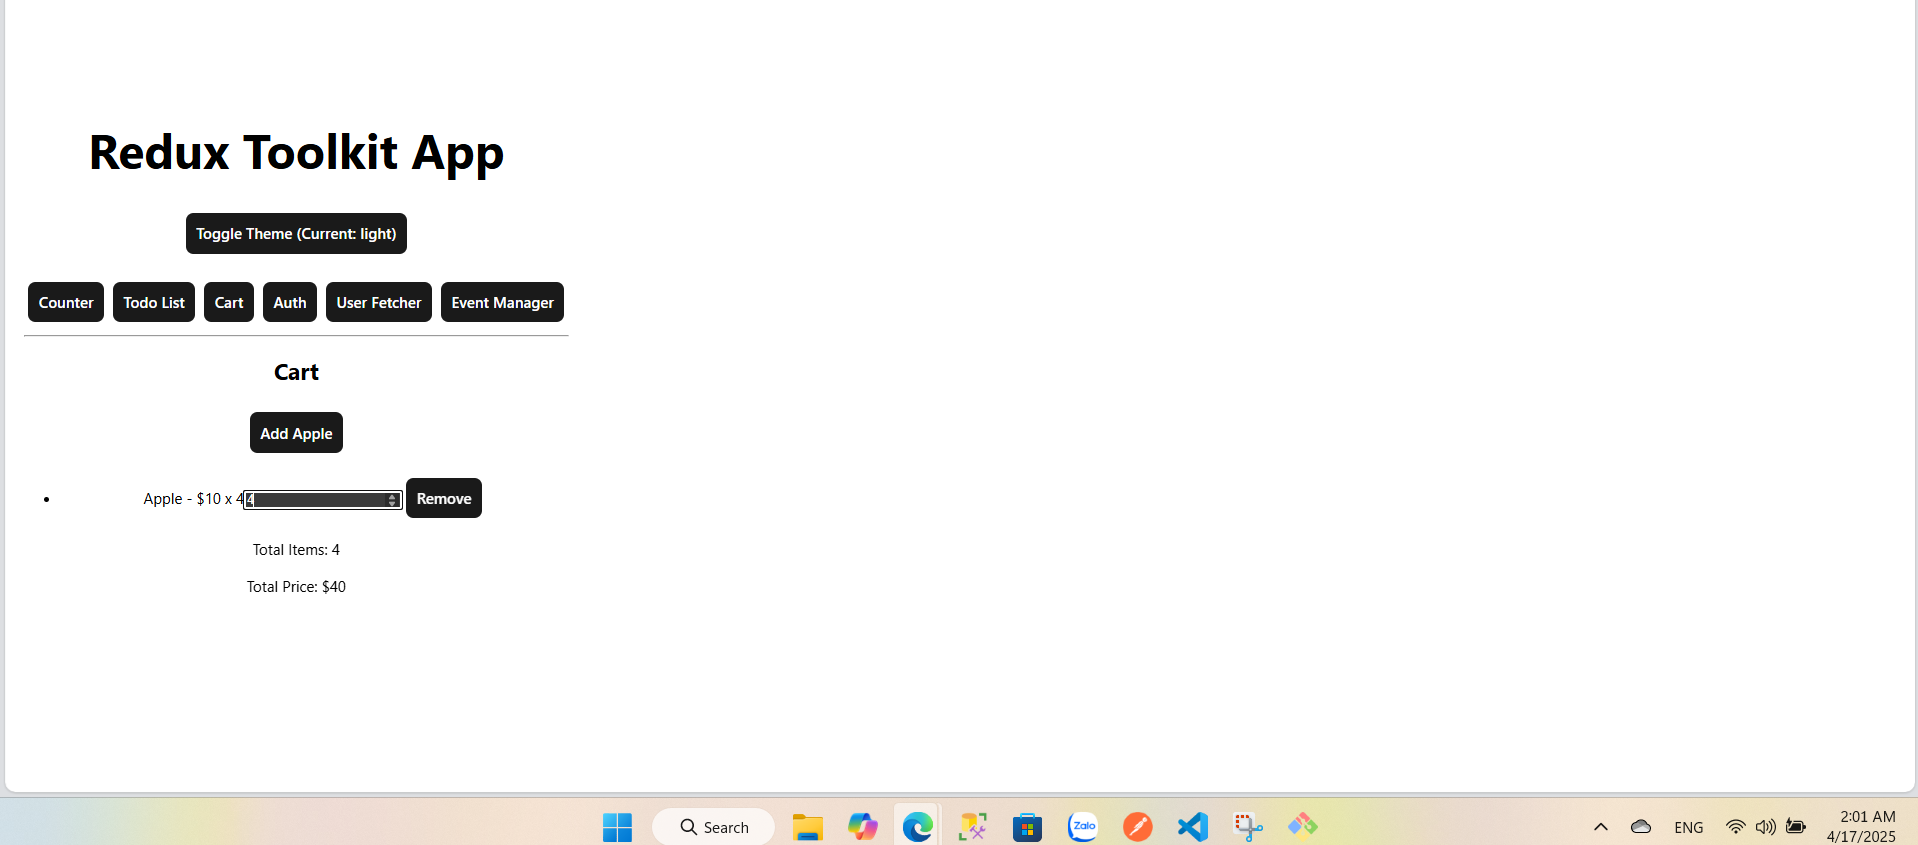 Redux Toolkit App
Toggle Theme (Current: light)
Counter Todo List Cart Auth User Fetcher Event Manager
Cart
Add Apple
Apple - $10 x 4 4 Remove
Total Items: 4
Total Price: $40
Search Zalo ENG 2:01 AM
4/17/2025